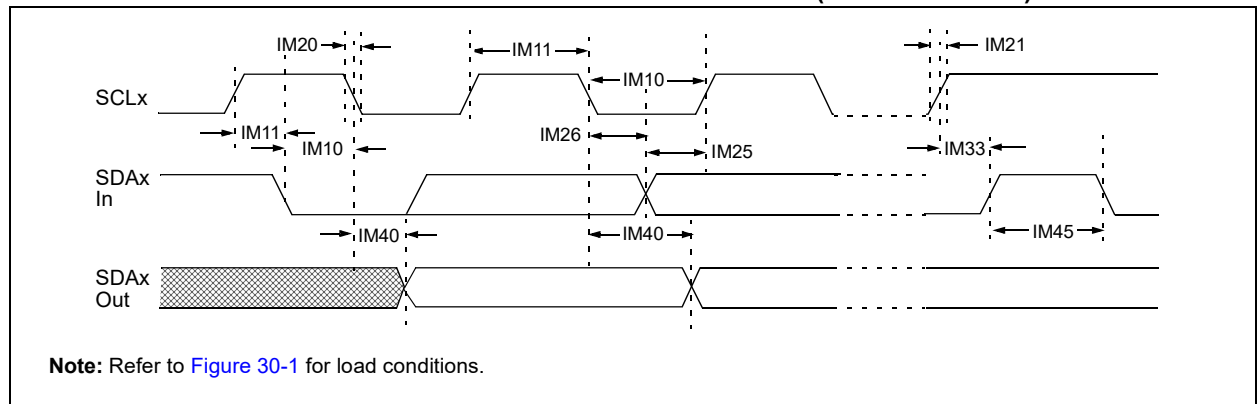 IM20
IM11
IM21
IM10
SCLx
IM11
IM26
IM10
IM25
IM33
SDAx
In
IM40
IM40
IM45
SDAx
Out
Note: Refer to Figure 30-1 for load conditions.